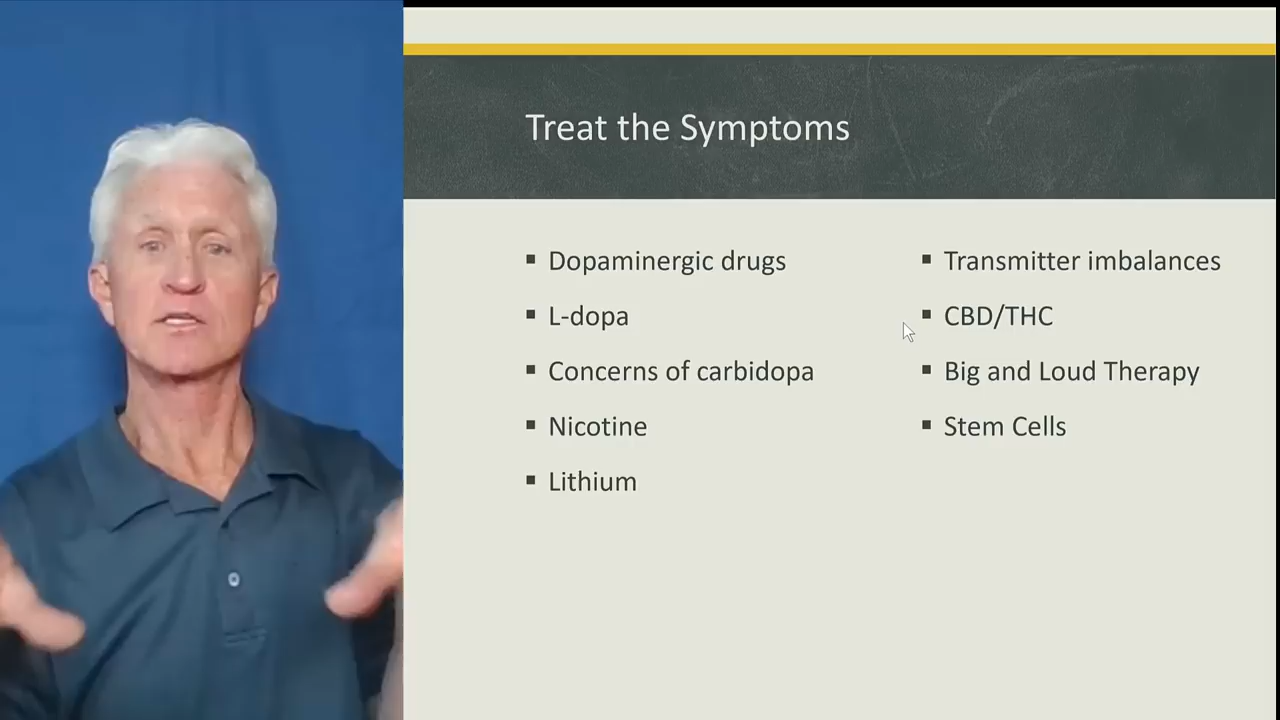 Treat the Symptoms
Dopaminergic drugs
L-dopa
Concerns of carbidopa
Nicotine
Lithium
Transmitter imbalances
CBD/THC
Big and Loud Therapy
Stem Cells